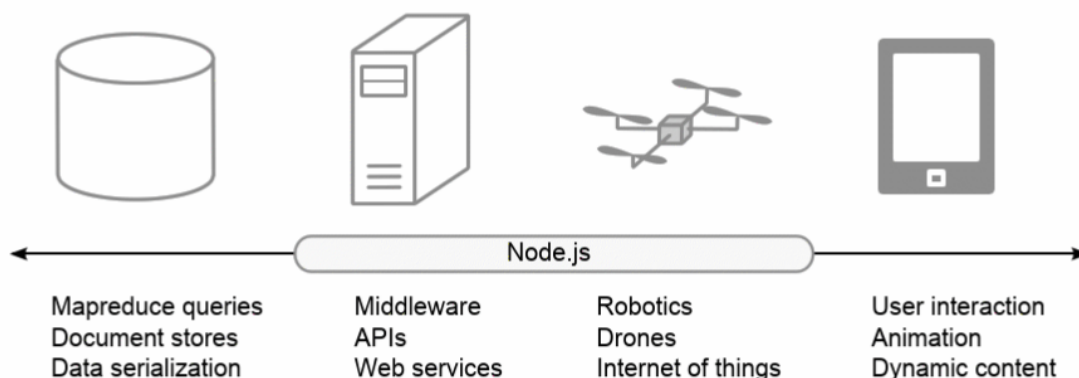 Node.js
Mapreduce queries
Document stores
Data serialization
Middleware
APIs
Web services
Robotics
Drones
Internet of things
User interaction
Animation
Dynamic content